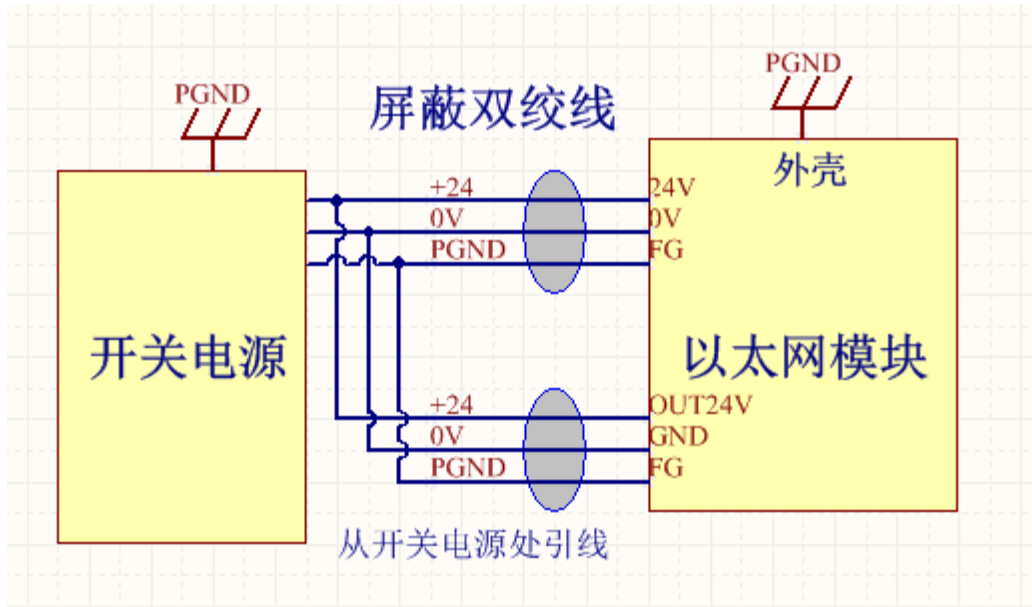 PGND
PGND
屏蔽双绞线
外壳
+24
24V
0V
0V
PGND
FG
开关电源
以太网模块
+24
OUT24V
0V
GND
PGND
FG
从开关电源处引线